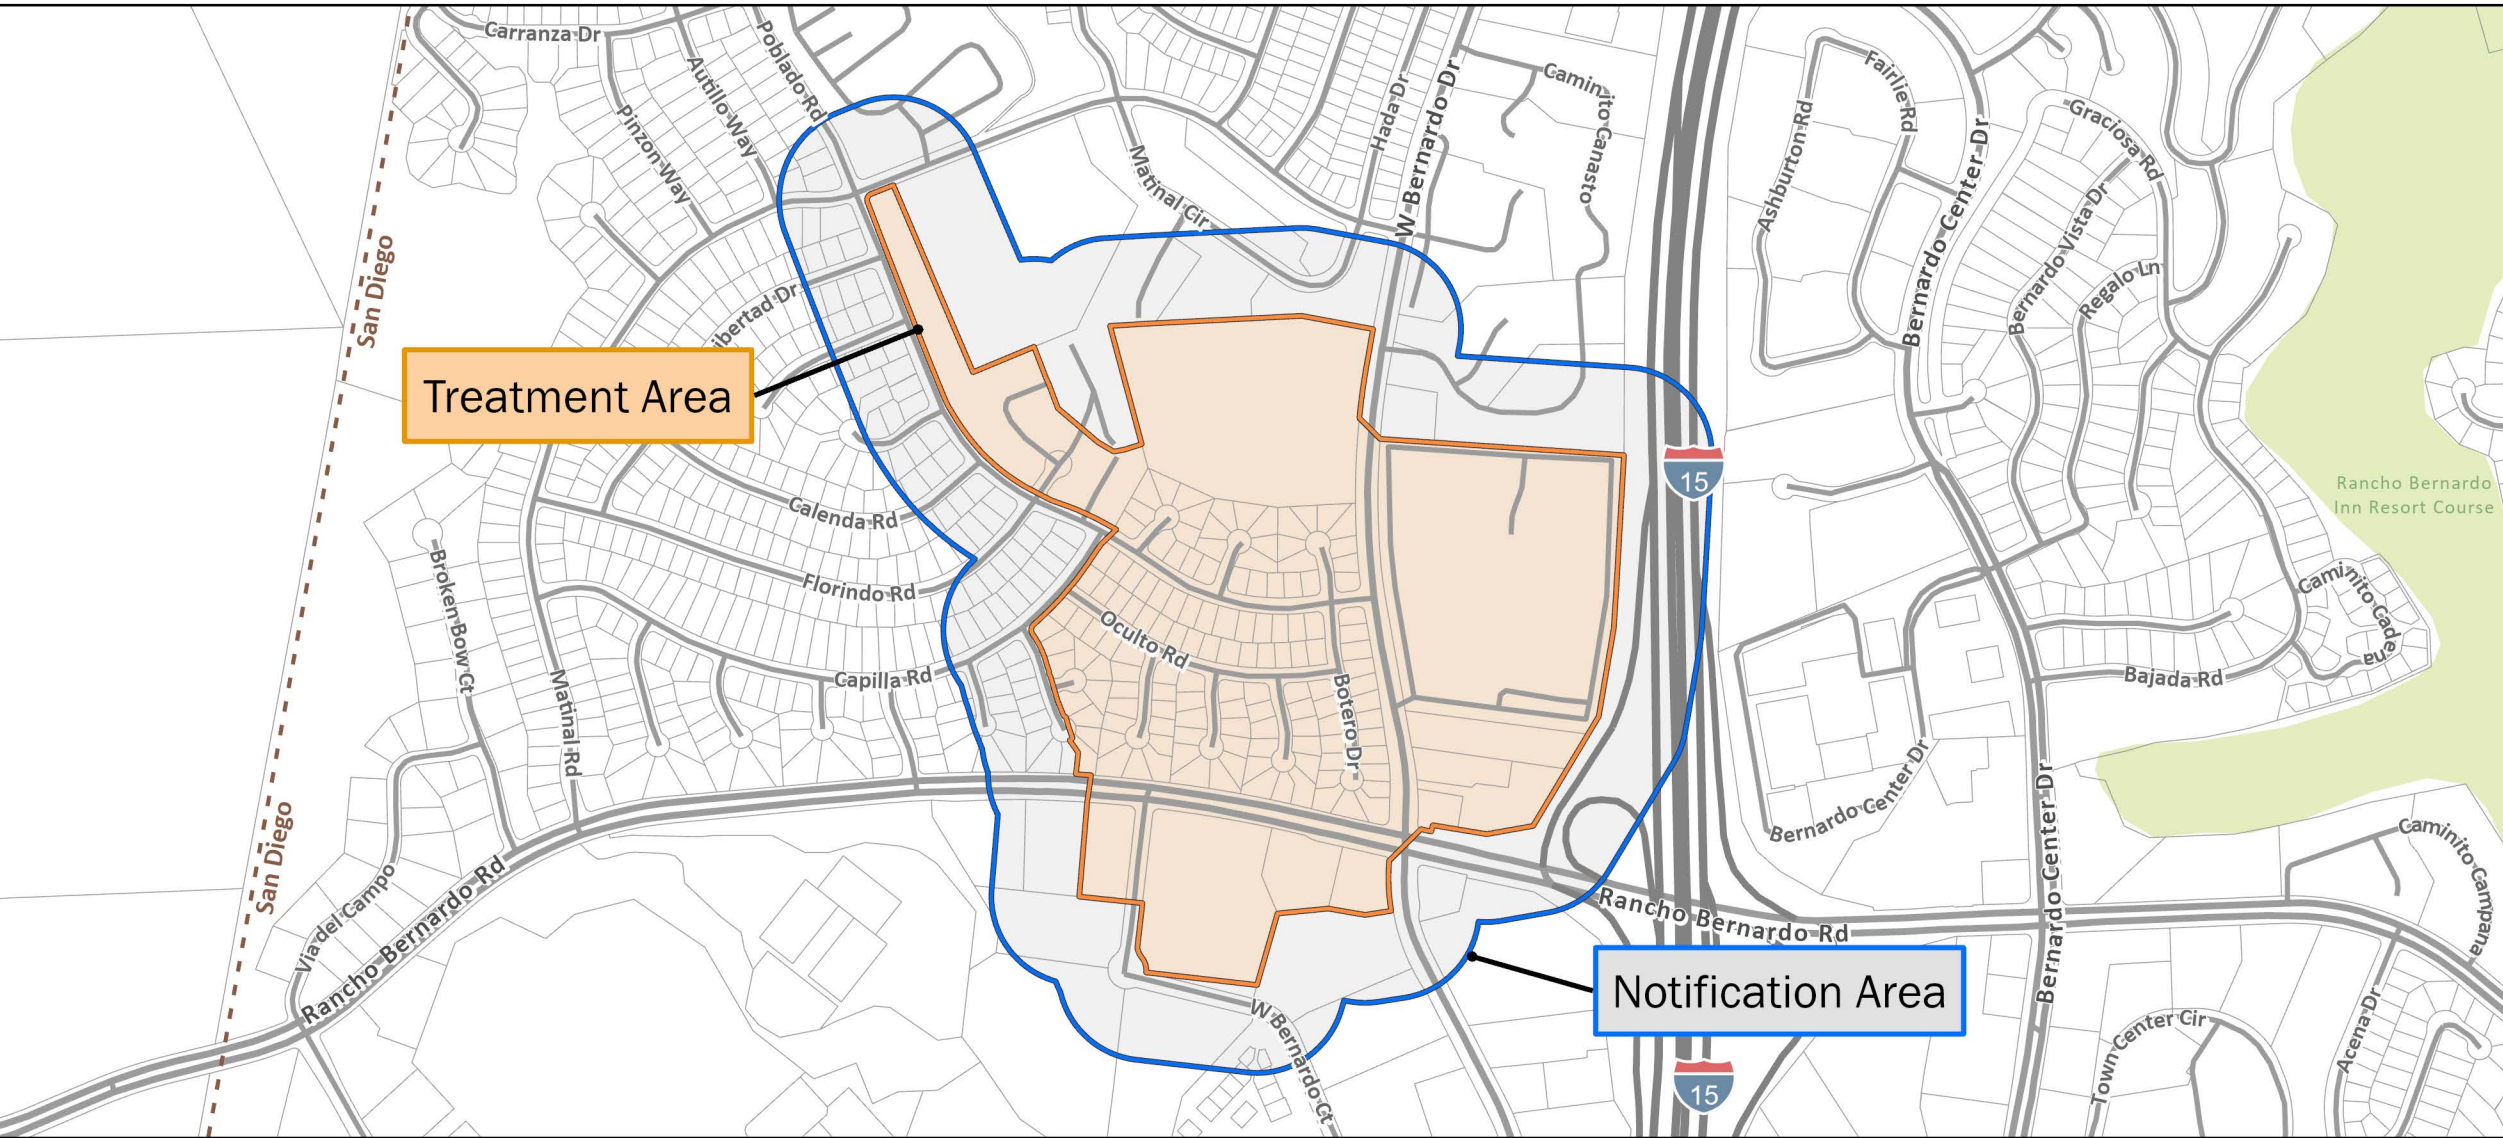 Carranza Dr
Poblado Rd
Autillo Way
Pinzon Way
Hada Dr
W Bernardo Dr
Caminito Canasto
Fairlie Rd
Ashburton Rd
Bernardo Center Dr
Graciosa Rd
Matinal Cir
Bernardo Vista Dr
Regalo Ln
San Diego
ibertad Dr
Treatment Area
15
Rancho Bernardo
Inn Resort Course
Calenda Rd
Florindo Rd
Broken Bow Ct
Oculto Rd
Caminito Cadena
Capilla Rd
Matinal Rd
Botero Dr
Bajada Rd
Bernardo Center Dr
San Diego
Via del Campo
Rancho Bernardo Rd
Rancho Bernardo Rd
Bernardo Center Dr
Caminito Campana
Notification Area
W Bernardo Ct
15
Town Center Cir
Acena Dr